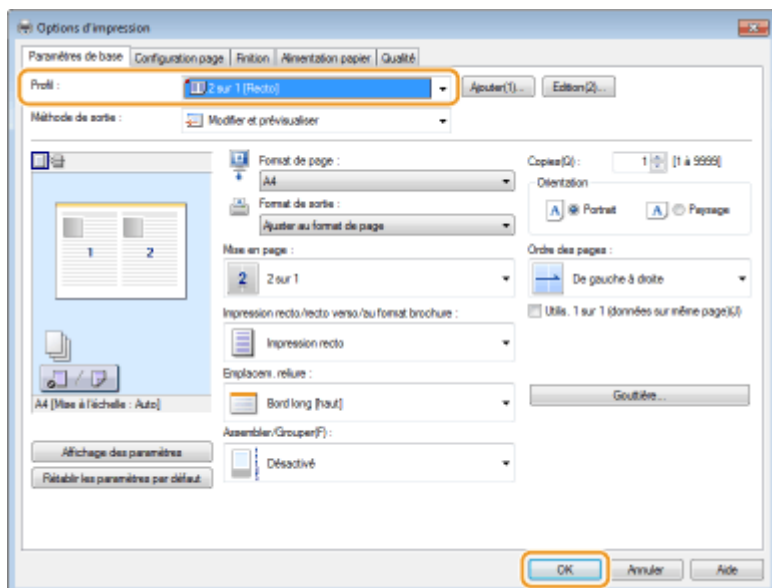 Options d'impression
Paramètres de base Configuration page Finition Alimentation papier Qualité
Profil : 2 sur 1 [Recto] Ajouter(1)... Edition(2)...
Méthode de sortie : Modifier et prévisualiser
Format de page : Copies(Q) : 1 [1 à 9999]
A4 Orientation
Format de sortie : A Portrait A Paysage
Ajuster au format de page
1 2
Mise en page : Ordre des pages :
2 2 sur 1 De gauche à droite
Impression recto/recto verso/au format brochure : Utilis. 1 sur 1 (données sur même page)(J)
Impression recto
Emplacem. reliure :
A4 [Mise à l'échelle : Auto] Bord long [haut] Gouttière...
Assembler/Grouper(F) :
Affichage des paramètres Désactivé
Rétablir les paramètres par défaut
OK Annuler Aide